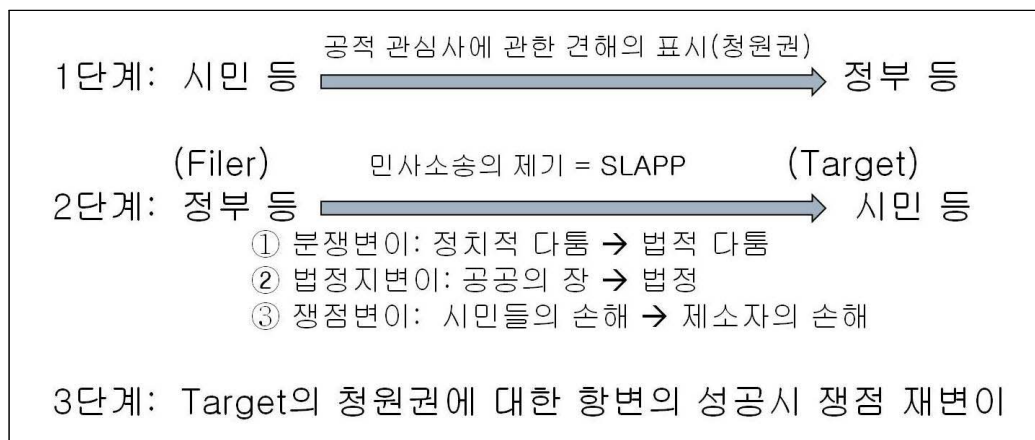 공적 관심사에 관한 견해의 표시(청원권)
1단계: 시민 등 정부 등
(Filer) 민사소송의 제기 = SLAPP (Target)
2단계: 정부 등 시민 등
① 분쟁변이: 정치적 다툼 → 법적 다툼
② 법정지변이: 공공의 장 → 법정
③ 쟁점변이: 시민들의 손해 → 제소자의 손해
3단계: Target의 청원권에 대한 항변의 성공시 쟁점 재변이